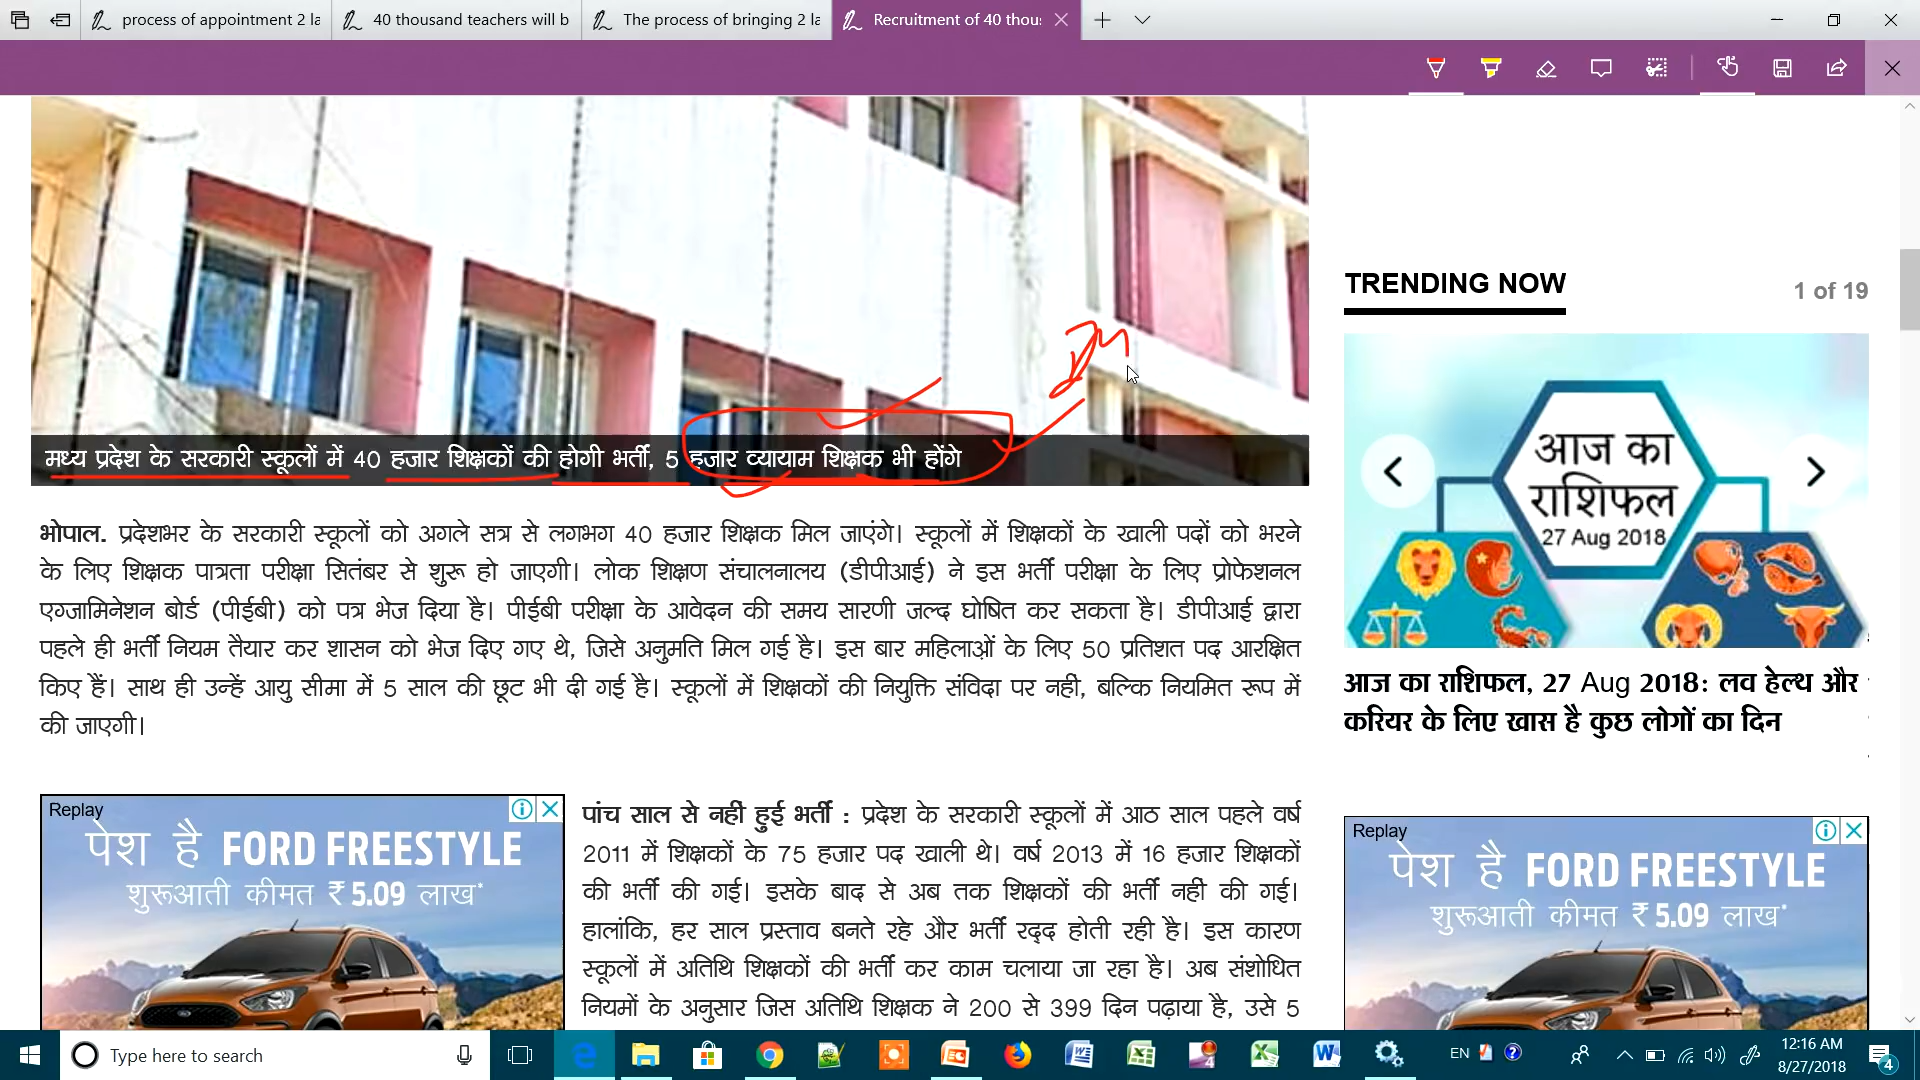 process of appointment 2 la
40 thousand teachers will b
The process of bringing 2 la
Recruitment of 40 thou
मध्य प्रदेश के सरकारी स्कूलों में 40 हजार शिक्षकों की होगी भर्ती, 5 हजार व्यायाम शिक्षक भी होंगे
भोपाल. प्रदेशभर के सरकारी स्कूलों को अगले सत्र से लगभग 40 हजार शिक्षक मिल जाएंगे। स्कूलों में शिक्षकों के खाली पदों को भरने
के लिए शिक्षक पात्रता परीक्षा सितंबर से शुरू हो जाएगी। लोक शिक्षण संचालनालय (डीपीआई) ने इस भर्ती परीक्षा के लिए प्रोफेशनल
एग्जामिनेशन बोर्ड (पीईबी) को पत्र भेज दिया है। पीईबी परीक्षा के आवेदन की समय सारणी जल्द घोषित कर सकता है। डीपीआई द्वारा
पहले ही भर्ती नियम तैयार कर शासन को भेज दिए गए थे, जिसे अनुमति मिल गई है। इस बार महिलाओं के लिए 50 प्रतिशत पद आरक्षित
किए हैं। साथ ही उन्हें आयु सीमा में 5 साल की छूट भी दी गई है। स्कूलों में शिक्षकों की नियुक्ति संविदा पर नहीं, बल्कि नियमित रूप में
की जाएगी।
Replay
पेश है FORD FREESTYLE
शुरूआती कीमत ₹ 5.09 लाख*
पांच साल से नहीं हुई भर्ती : प्रदेश के सरकारी स्कूलों में आठ साल पहले वर्ष
2011 में शिक्षकों के 75 हजार पद खाली थे। वर्ष 2013 में 16 हजार शिक्षकों
की भर्ती की गई। इसके बाद से अब तक शिक्षकों की भर्ती नहीं की गई।
हालांकि, हर साल प्रस्ताव बनते रहे और भर्ती रद्द होती रही है। इस कारण
स्कूलों में अतिथि शिक्षकों की भर्ती कर काम चलाया जा रहा है। अब संशोधित
नियमों के अनुसार जिस अतिथि शिक्षक ने 200 से 399 दिन पढ़ाया है, उसे 5
TRENDING NOW
1 of 19
आज का
राशिफल
27 Aug 2018
आज का राशिफल, 27 Aug 2018: लव हेल्थ और
करियर के लिए खास है कुछ लोगों का दिन
Replay
पेश है FORD FREESTYLE
शुरूआती कीमत ₹ 5.09 लाख*
Type here to search
EN
12:16 AM
8/27/2018
4